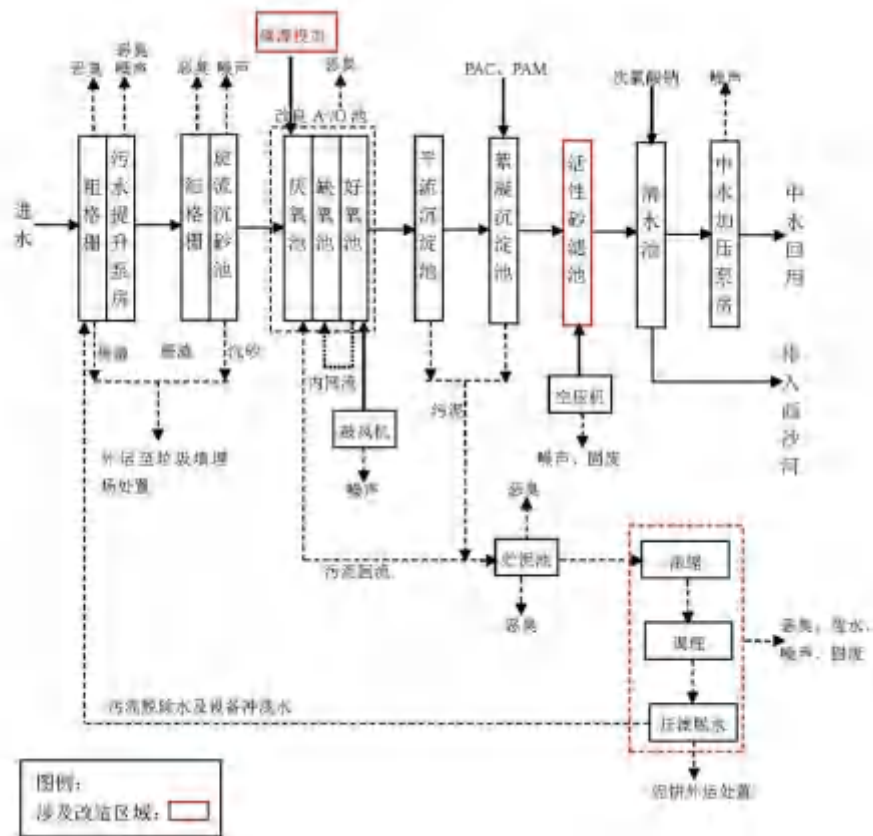 碳源投加
恶臭
恶臭
噪声
恶臭 噪声
恶臭
PAC、PAM
次氯酸钠
噪声
改良 A²/O 池
进水
粗格栅
污水提升泵房
旋流沉砂池
厌氧池
缺氧池
好氧池
平流沉淀池
絮凝沉淀池
活性砂滤池
清水池
中水加压泵房
中水回用
栅渣
栅渣
沉砂
内回流
污泥
鼓风机
空压机
排入西沙河
外运至垃圾填埋
场处置
噪声
噪声、固废
恶臭
污泥回流
贮泥池
浓缩
恶臭
调理
恶臭、废水、
噪声、固废
污泥脱除水及设备冲洗水
压滤脱水
泥饼外运处置
图例:
涉及改造区域: